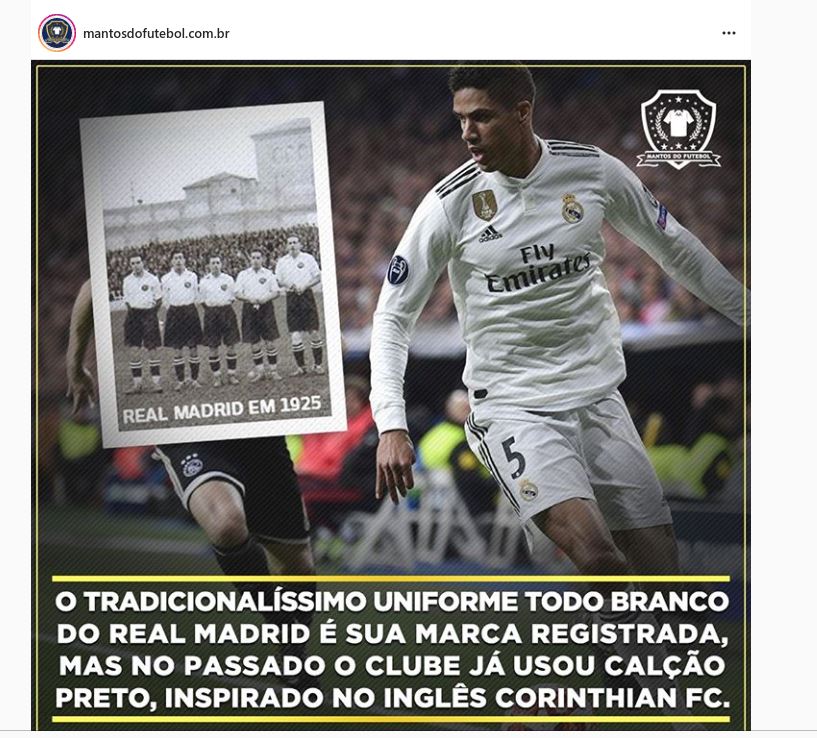 mantosdofutebol.com.br
MANTOS DO FUTEBOL
adidas
Fly
Emirates
5
REAL MADRID EM 1925
O TRADICIONALÍSSIMO UNIFORME TODO BRANCO
DO REAL MADRID É SUA MARCA REGISTRADA,
MAS NO PASSADO O CLUBE JÁ USOU CALÇÃO
PRETO, INSPIRADO NO INGLÊS CORINTHIAN FC.